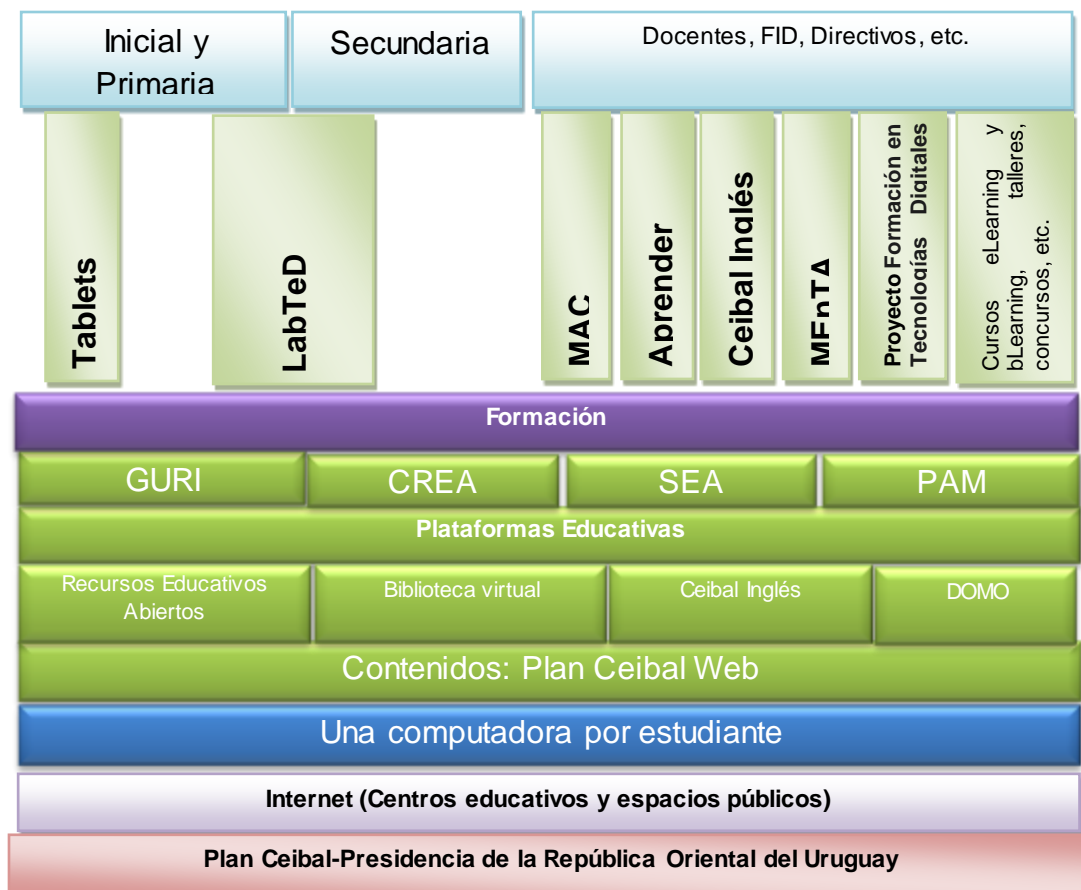 Inicial y
Primaria
Secundaria
Docentes, FID, Directivos, etc.
Tablets
LabTeD
MAC
Aprender
Ceibal Inglés
MEnTA
Proyecto Formación en
Tecnologías Digitales
Cursos eLearning y
bLearning, talleres,
concursos, etc.
Formación
GURI
CREA
SEA
PAM
Plataformas Educativas
Recursos Educativos
Abiertos
Biblioteca virtual
Ceibal Inglés
DOMO
Contenidos: Plan Ceibal Web
Una computadora por estudiante
Internet (Centros educativos y espacios públicos)
Plan Ceibal-Presidencia de la República Oriental del Uruguay